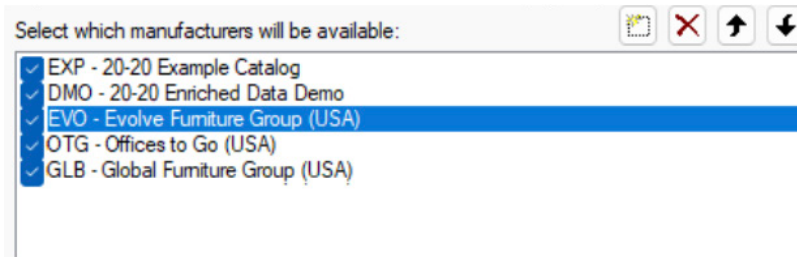 Select which manufacturers will be available:
EXP - 20-20 Example Catalog
DMO - 20-20 Enriched Data Demo
EVO - Evolve Furniture Group (USA)
OTG - Offices to Go (USA)
GLB - Global Furniture Group (USA)